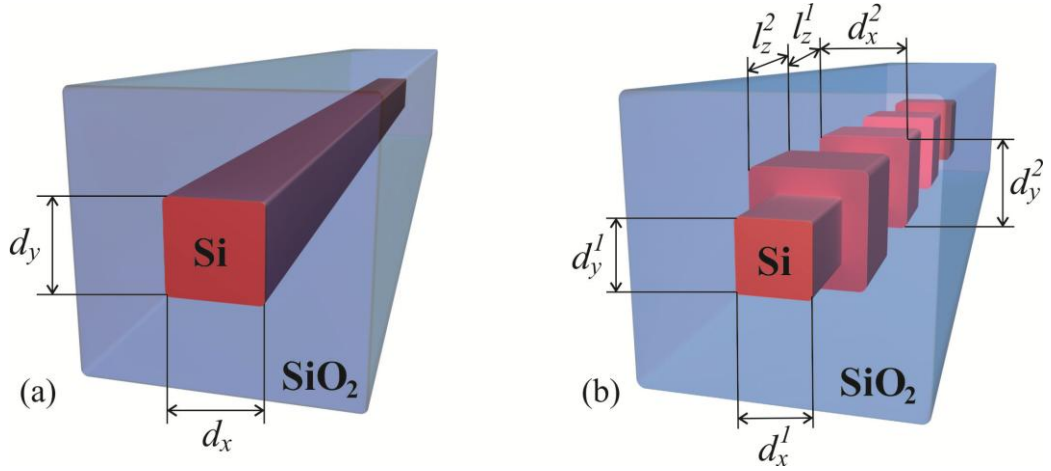 d_y
Si
SiO₂
(a)
d_x
l_z^2
l_z^1
d_x^2
d_y^2
d_y^1
Si
SiO₂
(b)
d_x^1